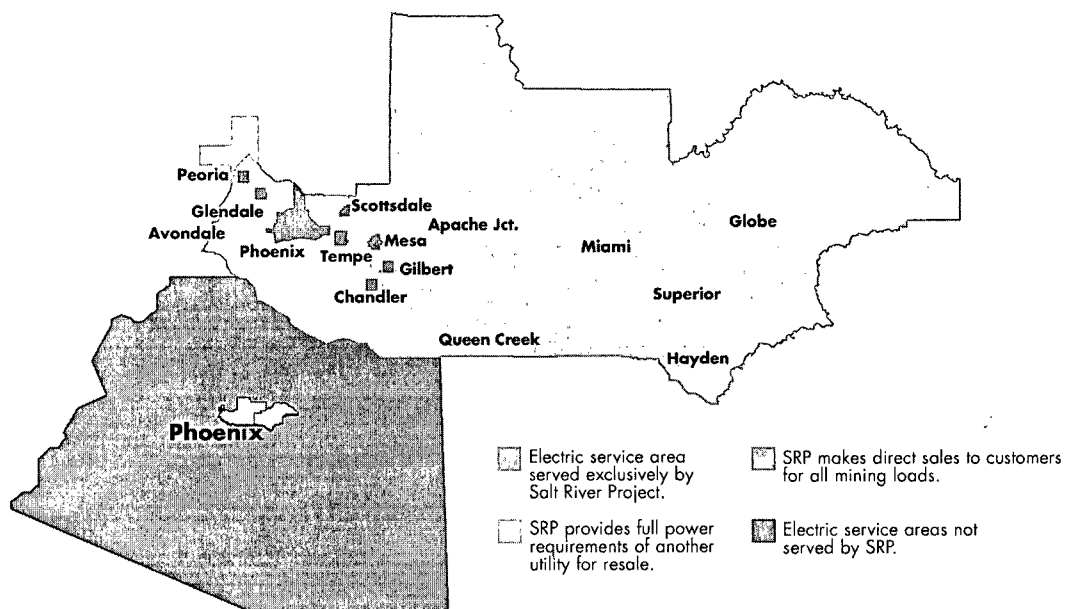 Peoria
Glendale
Avondale
Phoenix
Scottsdale
Tempe
Mesa
Gilbert
Chandler
Apache Jct.
Queen Creek
Miami
Globe
Superior
Hayden
Phoenix
Electric service area
served exclusively by
Salt River Project.
SRP provides full power
requirements of another
utility for resale.
SRP makes direct sales to customers
for all mining loads.
Electric service areas not
served by SRP.